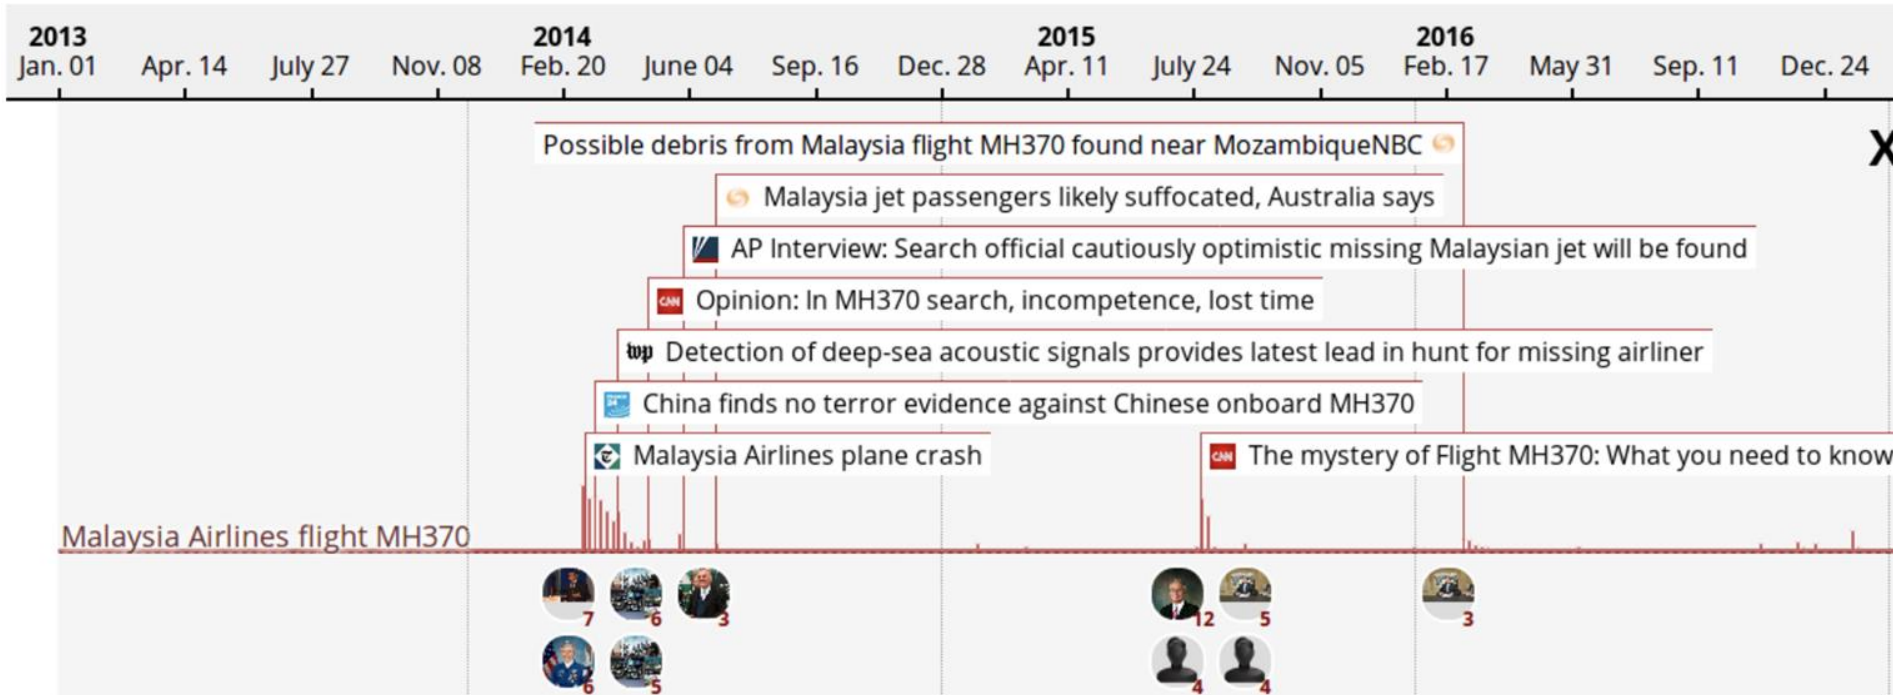 2013 2014 2015 2016
Jan. 01 Apr. 14 July 27 Nov. 08 Feb. 20 June 04 Sep. 16 Dec. 28 Apr. 11 July 24 Nov. 05 Feb. 17 May 31 Sep. 11 Dec. 24
Possible debris from Malaysia flight MH370 found near MozambiqueNBC
X
Malaysia jet passengers likely suffocated, Australia says
AP Interview: Search official cautiously optimistic missing Malaysian jet will be found
CNN Opinion: In MH370 search, incompetence, lost time
wp Detection of deep-sea acoustic signals provides latest lead in hunt for missing airliner
FRANCE 24 China finds no terror evidence against Chinese onboard MH370
Malaysia Airlines plane crash
CNN The mystery of Flight MH370: What you need to know
Malaysia Airlines flight MH370
7 6 3 12 5 3
6 5 4 4